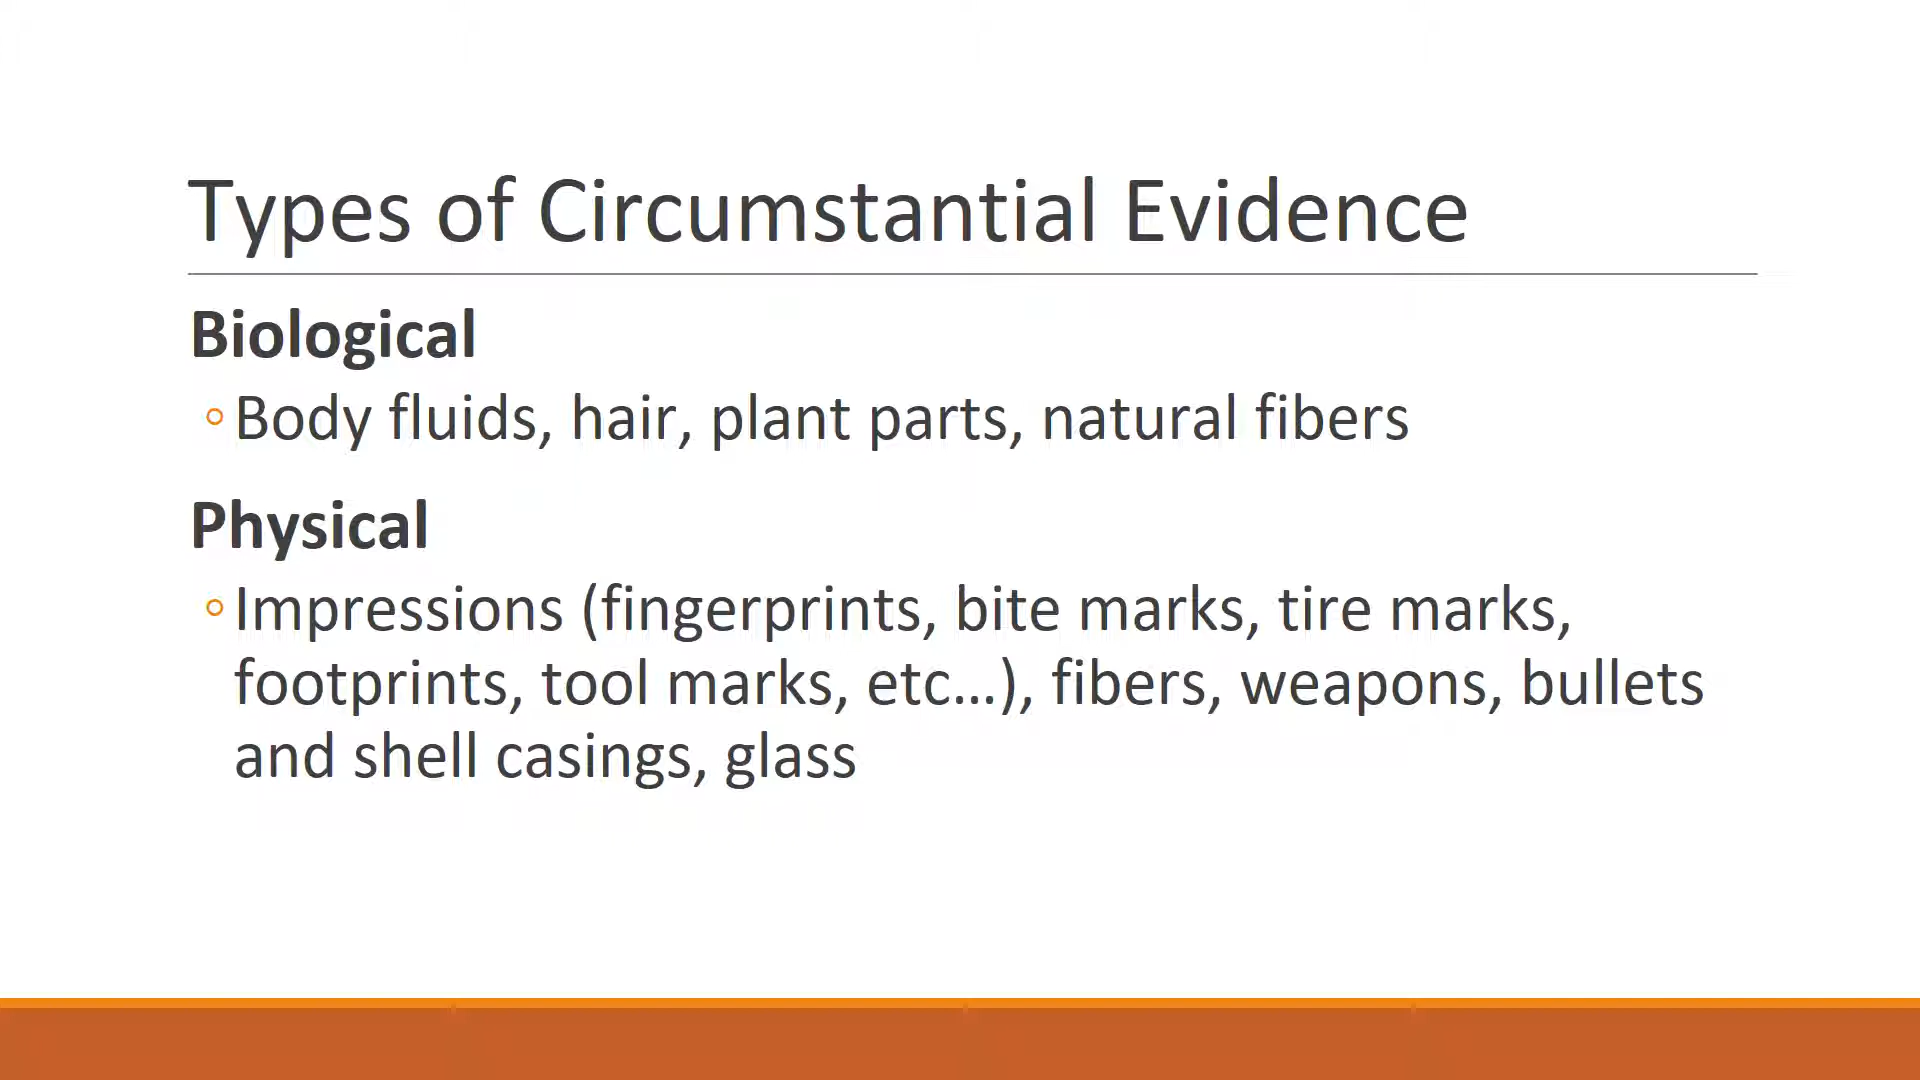 Types of Circumstantial Evidence
Biological
◦Body fluids, hair, plant parts, natural fibers
Physical
◦Impressions (fingerprints, bite marks, tire marks,
footprints, tool marks, etc…), fibers, weapons, bullets
and shell casings, glass